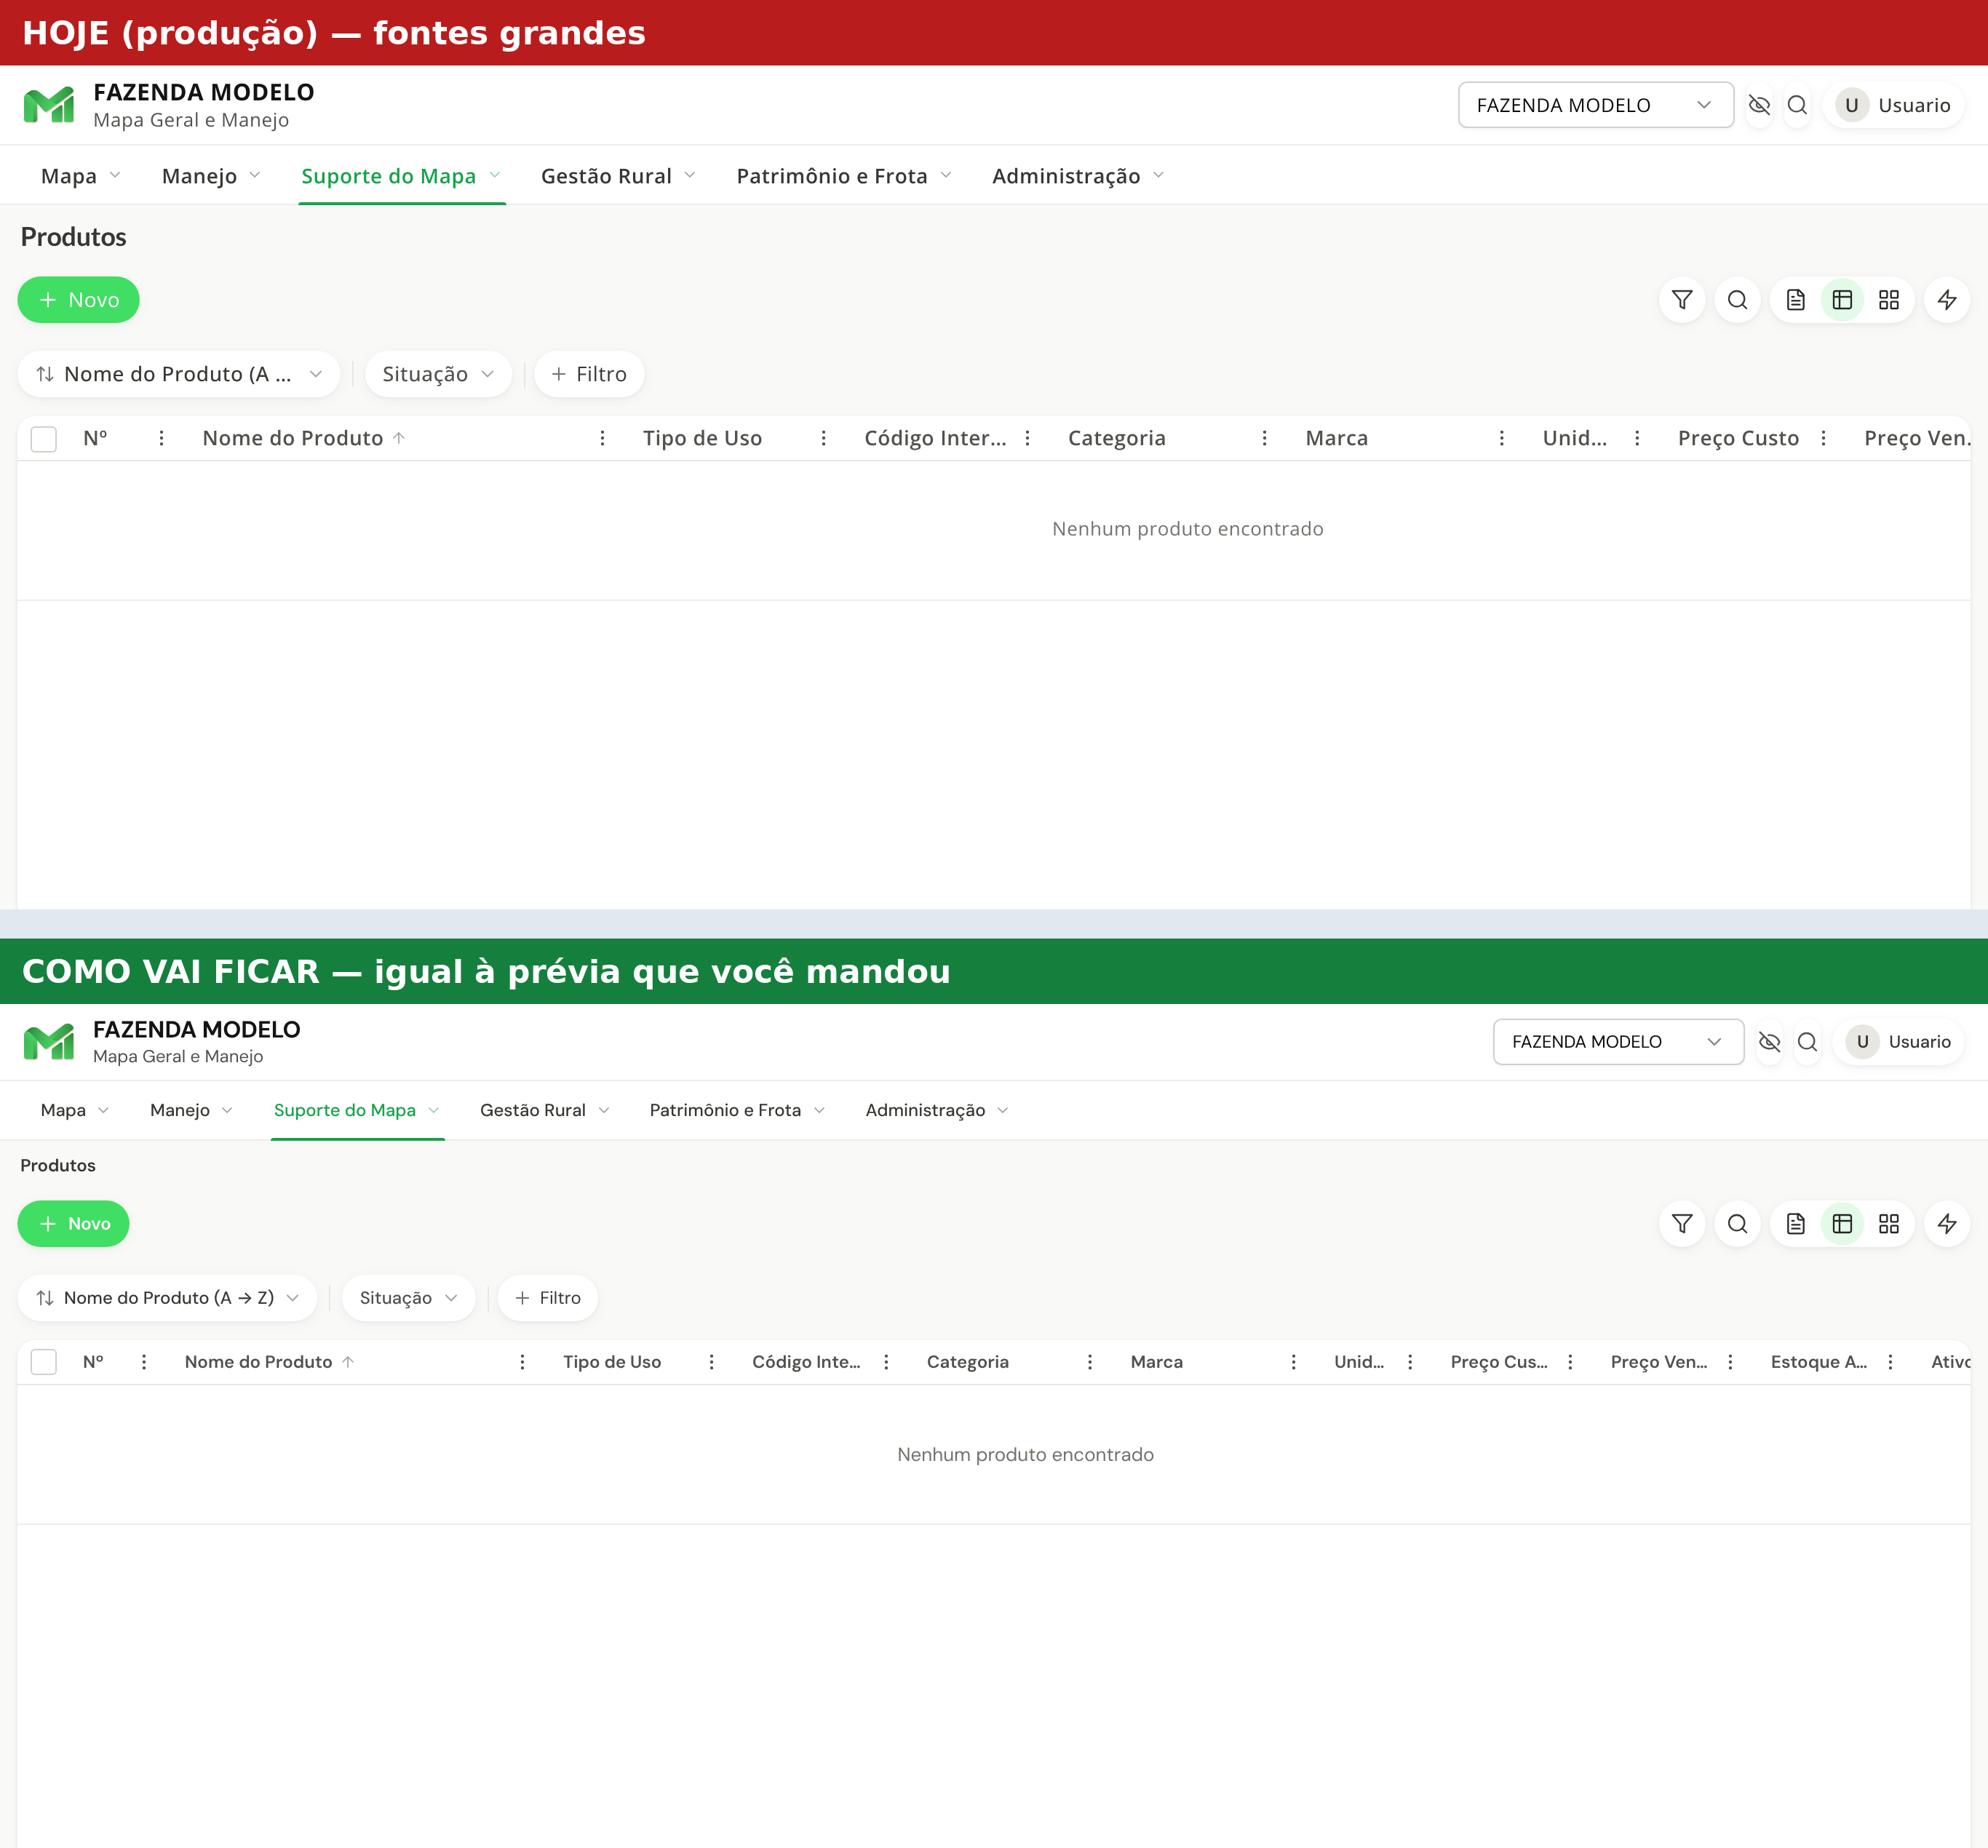 HOJE (produção) — fontes grandes
FAZENDA MODELO
Mapa Geral e Manejo
FAZENDA MODELO
U Usuario
Mapa Manejo Suporte do Mapa Gestão Rural Patrimônio e Frota Administração
Produtos
+ Novo
Nome do Produto (A ... Situação + Filtro
Nº Nome do Produto ↑ Tipo de Uso Código Inter... Categoria Marca Unid... Preço Custo Preço Ven.
Nenhum produto encontrado
COMO VAI FICAR — igual à prévia que você mandou
FAZENDA MODELO
Mapa Geral e Manejo
FAZENDA MODELO
U Usuario
Mapa Manejo Suporte do Mapa Gestão Rural Patrimônio e Frota Administração
Produtos
+ Novo
Nome do Produto (A → Z) Situação + Filtro
Nº Nome do Produto ↑ Tipo de Uso Código Inte... Categoria Marca Unid... Preço Cus... Preço Ven... Estoque A... Ativo
Nenhum produto encontrado